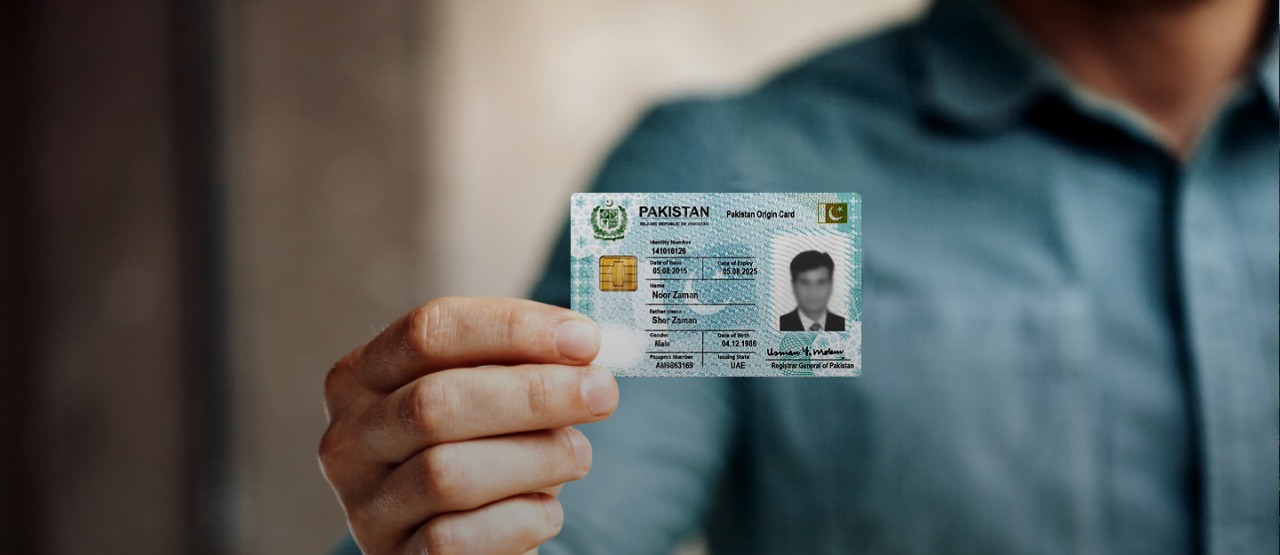 PAKISTAN
ISLAMIC REPUBLIC OF PAKISTAN
Pakistan Origin Card
Identity Number
141016126
Date of Issue
Date of Expiry
05.08.2015
05.08.2025
Name
Noor Zaman
Father Name
Sher Zaman
Gender
Date of Birth
Male
04.12.1986
Passport Number
Issuing State
AM9863169
UAE
Usman Y. Mobin
Registrar General of Pakistan